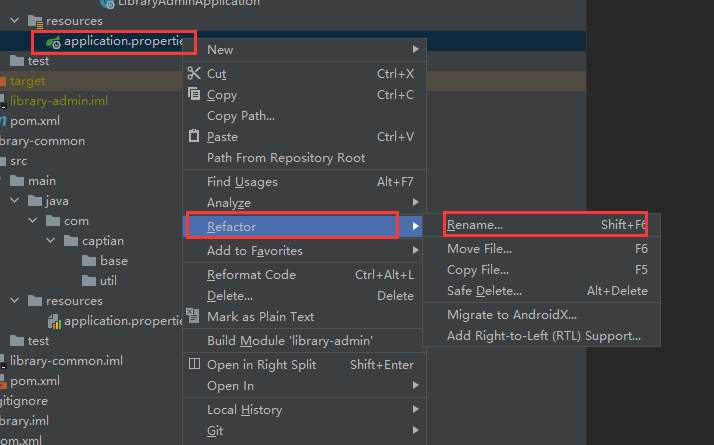 LibraryAdminApplication
resources
application.propertie
test
target
library-admin.iml
pom.xml
brary-common
src
main
java
com
captian
base
util
resources
application.propertie
test
library-common.iml
pom.xml
gitignore
brary.iml
om.xml
New
Cut Ctrl+X
Copy Ctrl+C
Copy Path...
Paste Ctrl+V
Path From Repository Root
Find Usages Alt+F7
Analyze
Refactor
Add to Favorites
Reformat Code Ctrl+Alt+L
Delete... Delete
Mark as Plain Text
Build Module 'library-admin'
Open in Right Split Shift+Enter
Open In
Local History
Git
Rename... Shift+F6
Move File... F6
Copy File... F5
Safe Delete... Alt+Delete
Migrate to AndroidX...
Add Right-to-Left (RTL) Support...